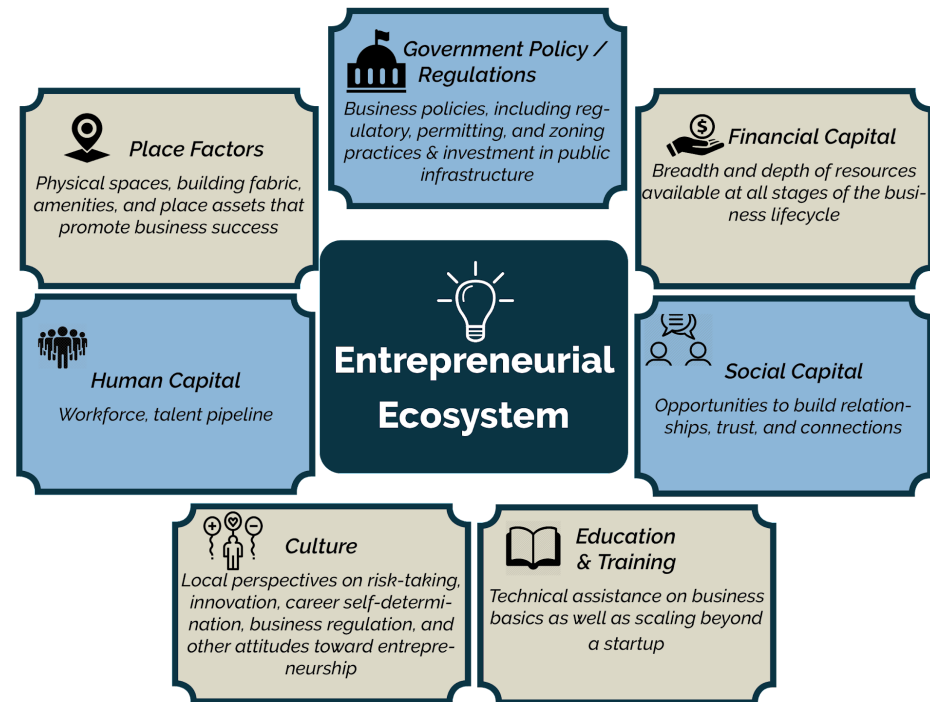 Government Policy /
Regulations
Business policies, including reg-
ulatory, permitting, and zoning
practices & investment in public
infrastructure
Place Factors
Physical spaces, building fabric,
amenities, and place assets that
promote business success
$
Financial Capital
Breadth and depth of resources
available at all stages of the busi-
ness lifecycle
Entrepreneurial
Ecosystem
Human Capital
Workforce, talent pipeline
Social Capital
Opportunities to build relation-
ships, trust, and connections
Culture
Local perspectives on risk-taking,
innovation, career self-determi-
nation, business regulation, and
other attitudes toward entrepre-
neurship
Education
& Training
Technical assistance on business
basics as well as scaling beyond
a startup